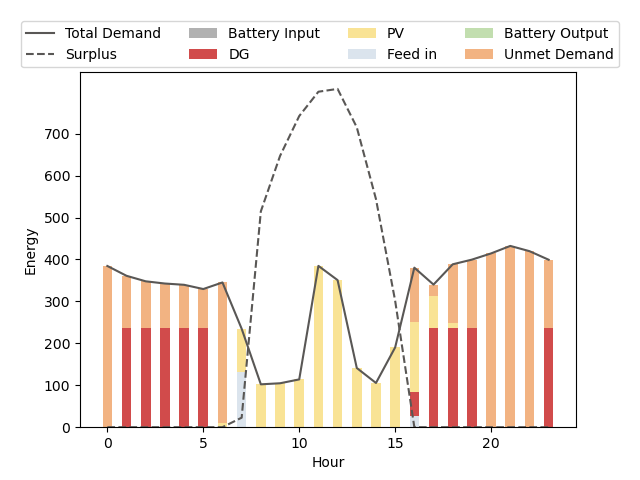 Total Demand Battery Input PV Battery Output
Surplus DG Feed in Unmet Demand
700
600
500
400
300
200
100
0
Energy
0 5 10 15 20
Hour